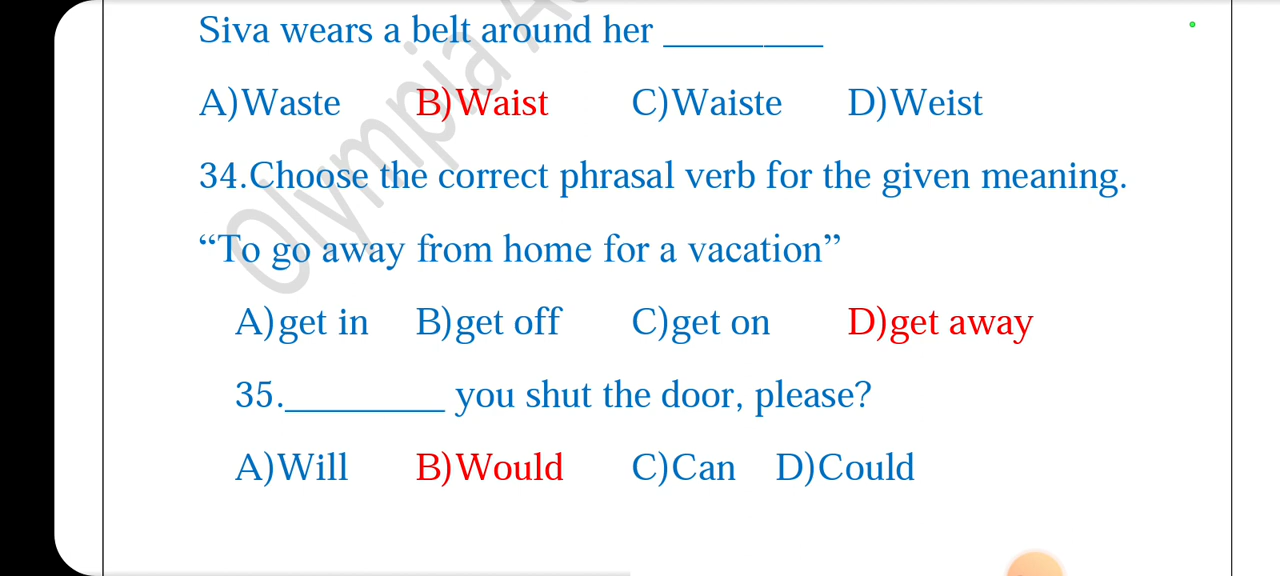 Siva wears a belt around her ________
A)Waste B)Waist C)Waiste D)Weist
34.Choose the correct phrasal verb for the given meaning.
“To go away from home for a vacation”
A)get in B)get off C)get on D)get away
35.________ you shut the door, please?
A)Will B)Would C)Can D)Could
Olympia